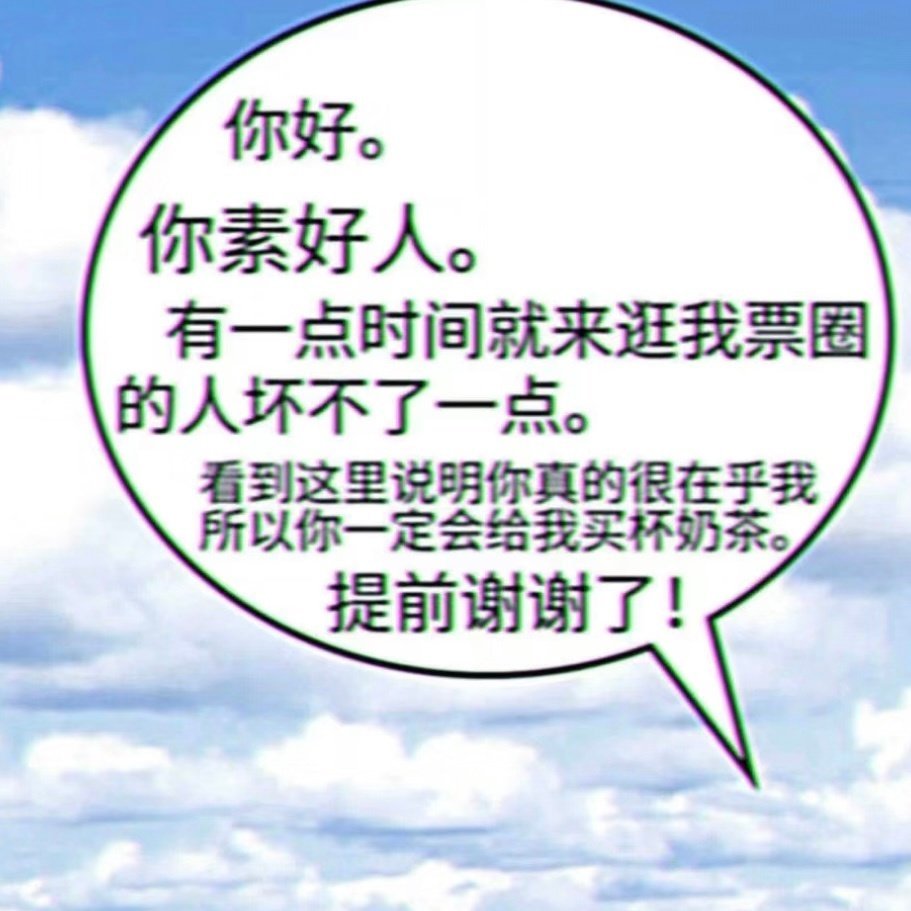 你好。
你素好人。
有一点时间就来逛我票圈
的人坏不了一点。
看到这里说明你真的很在乎我
所以你一定会给我买杯奶茶。
提前谢谢了！